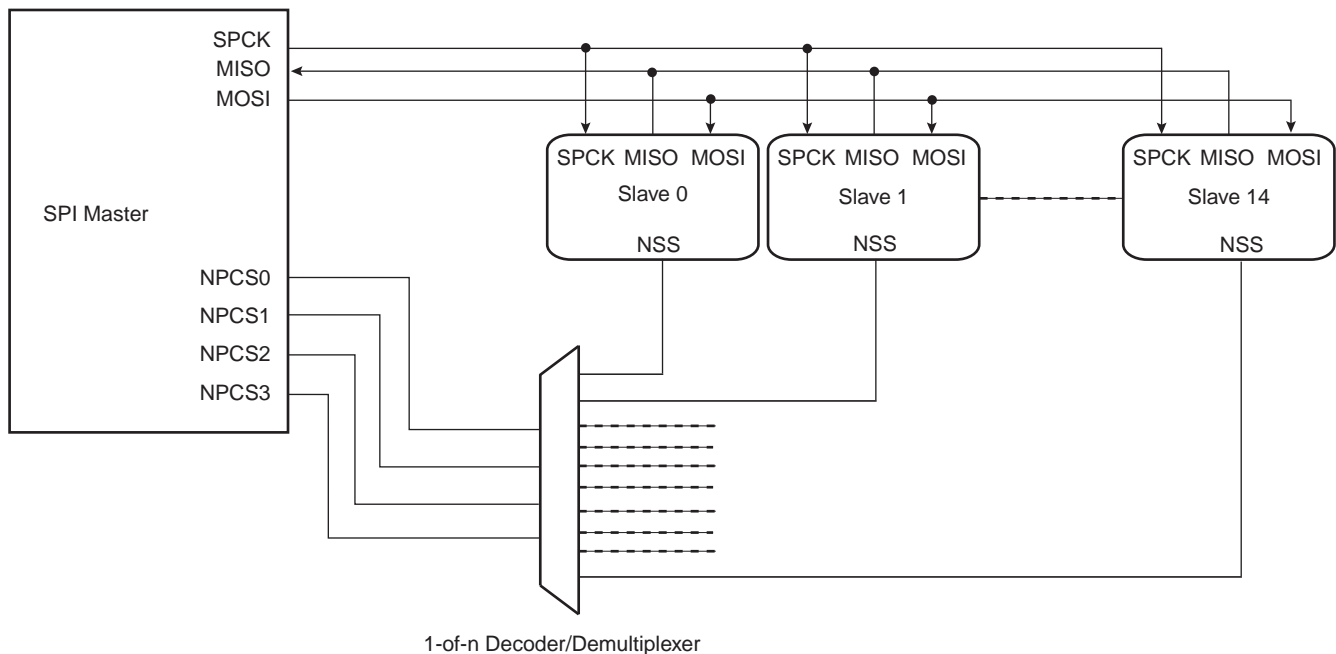 SPCK
MISO
MOSI
SPI Master
NPCS0
NPCS1
NPCS2
NPCS3
SPCK MISO MOSI
Slave 0
NSS
SPCK MISO MOSI
Slave 1
NSS
SPCK MISO MOSI
Slave 14
NSS
1-of-n Decoder/Demultiplexer